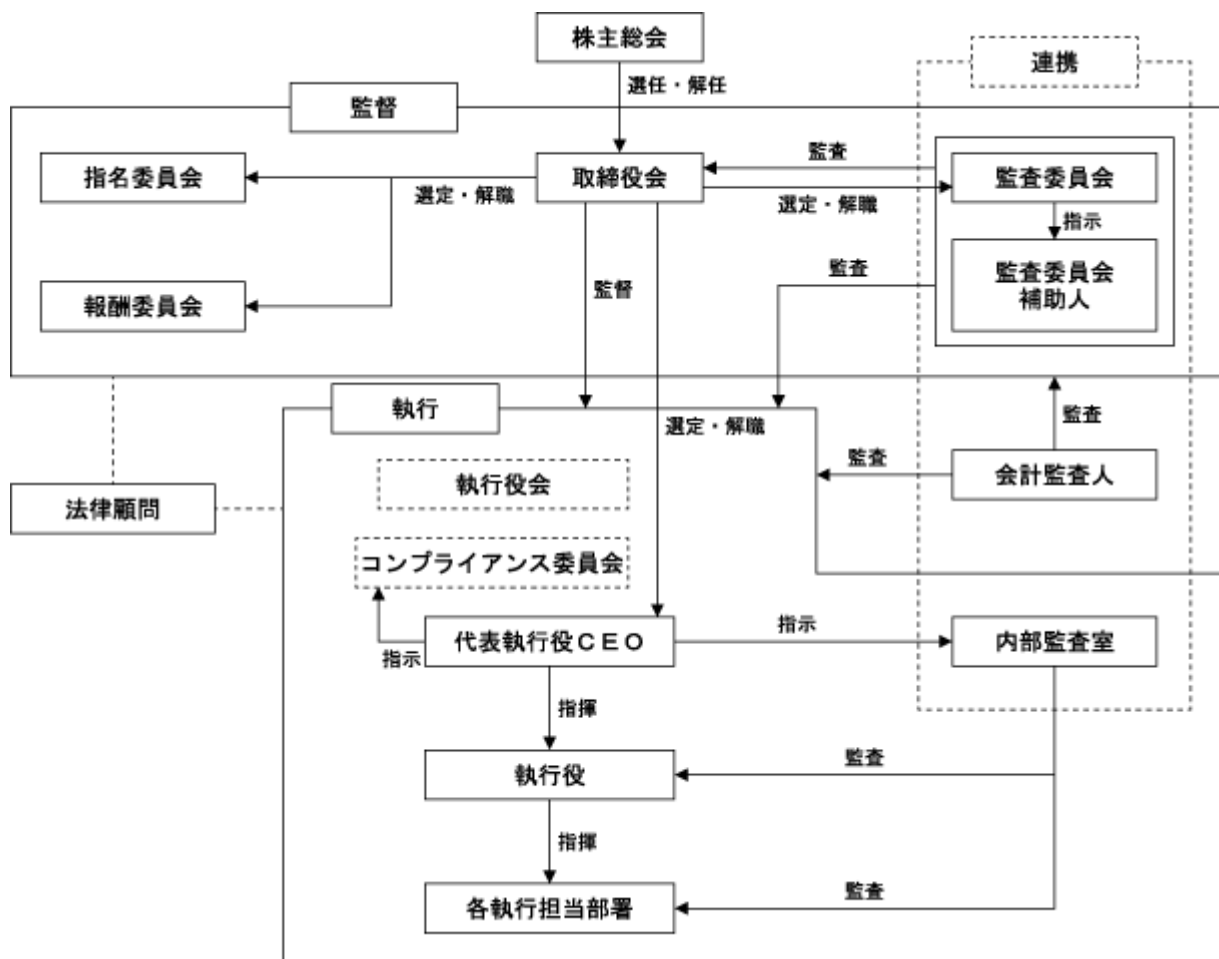 株主総会
連携
選任・解任
監督
監査
指名委員会
取締役会
監査委員会
選定・解職
選定・解職
指示
監査
監査委員会
補助人
報酬委員会
監督
執行
監査
選定・解職
監査
会計監査人
執行役会
法律顧問
コンプライアンス委員会
代表執行役CEO
指示
内部監査室
指示
指揮
執行役
監査
指揮
各執行担当部署
監査